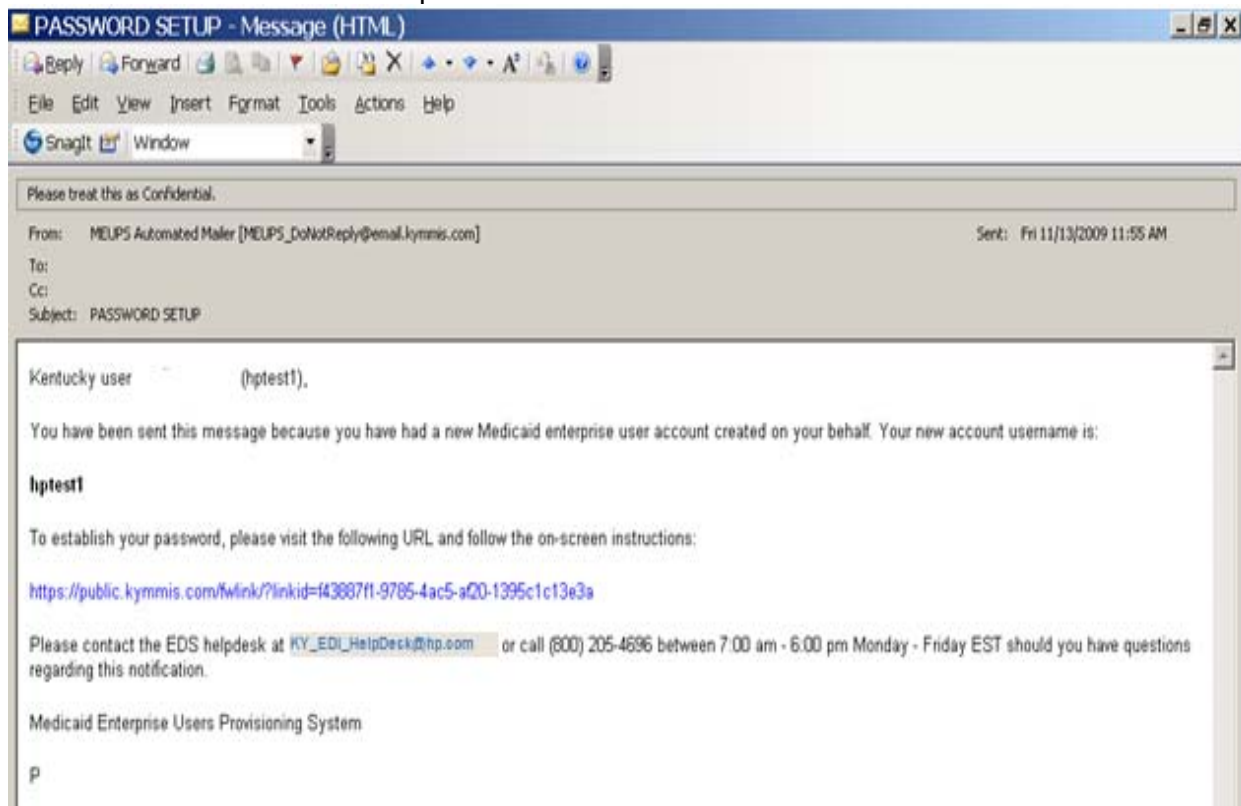 PASSWORD SETUP - Message (HTML)
Reply Forward
File Edit View Insert Format Tools Actions Help
SnagIt Window
Please treat this as Confidential.
From: MEUPS Automated Mailer [MEUPS_DoNotReply@email.kymmis.com] Sent: Fri 11/13/2009 11:55 AM
To:
Cc:
Subject: PASSWORD SETUP
Kentucky user (hptest1),
You have been sent this message because you have had a new Medicaid enterprise user account created on your behalf. Your new account username is:
hptest1
To establish your password, please visit the following URL and follow the on-screen instructions:
https://public.kymmis.com/fwlink/?linkid=f43887f1-9785-4ac5-af20-1395c1c13e3a
Please contact the EDS helpdesk at KY_EDI_HelpDesk@hp.com or call (800) 205-4696 between 7:00 am - 6:00 pm Monday - Friday EST should you have questions
regarding this notification.
Medicaid Enterprise Users Provisioning System
P